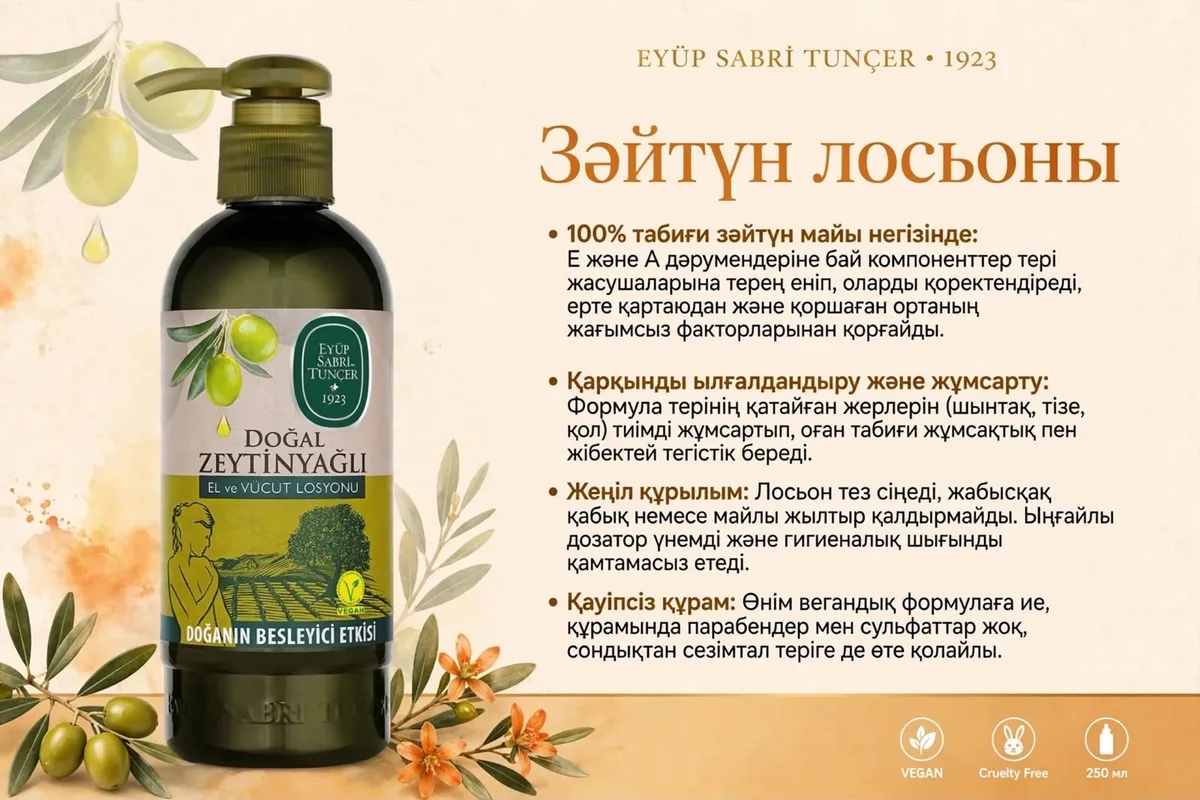 EYÜP SABRİ TUNÇER • 1923
Зәйтүн лосьоны
• 100% табиғи зәйтүн майы негізінде:
Е және А дәрумендеріне бай компоненттер тері
жасушаларына терең еніп, оларды қоректендіреді,
ерте қартаюдан және қоршаған ортаның
жағымсыз факторларынан қорғайды.
• Қарқынды ылғалдандыру және жұмсарту:
Формула терінің қатайған жерлерін (шынтақ, тізе,
қол) тиімді жұмсартып, оған табиғи жұмсақтық пен
жібектей тегістік береді.
• Жеңіл құрылым: Лосьон тез сіңеді, жабысқақ
қабық немесе майлы жылтыр қалдырмайды. Ыңғайлы
дозатор үнемді және гигиеналық шығынды
қамтамасыз етеді.
• Қауіпсіз құрам: Өнім вегандық формулаға ие,
құрамында парабендер мен сульфаттар жоқ,
сондықтан сезімтал теріге де өте қолайлы.
EYÜP
SABRİ
TUNÇER
1923
DOĞAL
ZEYTİNYAĞLI
EL ve VÜCUT LOSYONU
VEGAN
DOĞANIN BESLEYİCİ ETKİSİ
SABRİ
VEGAN
Cruelty Free
250 мл